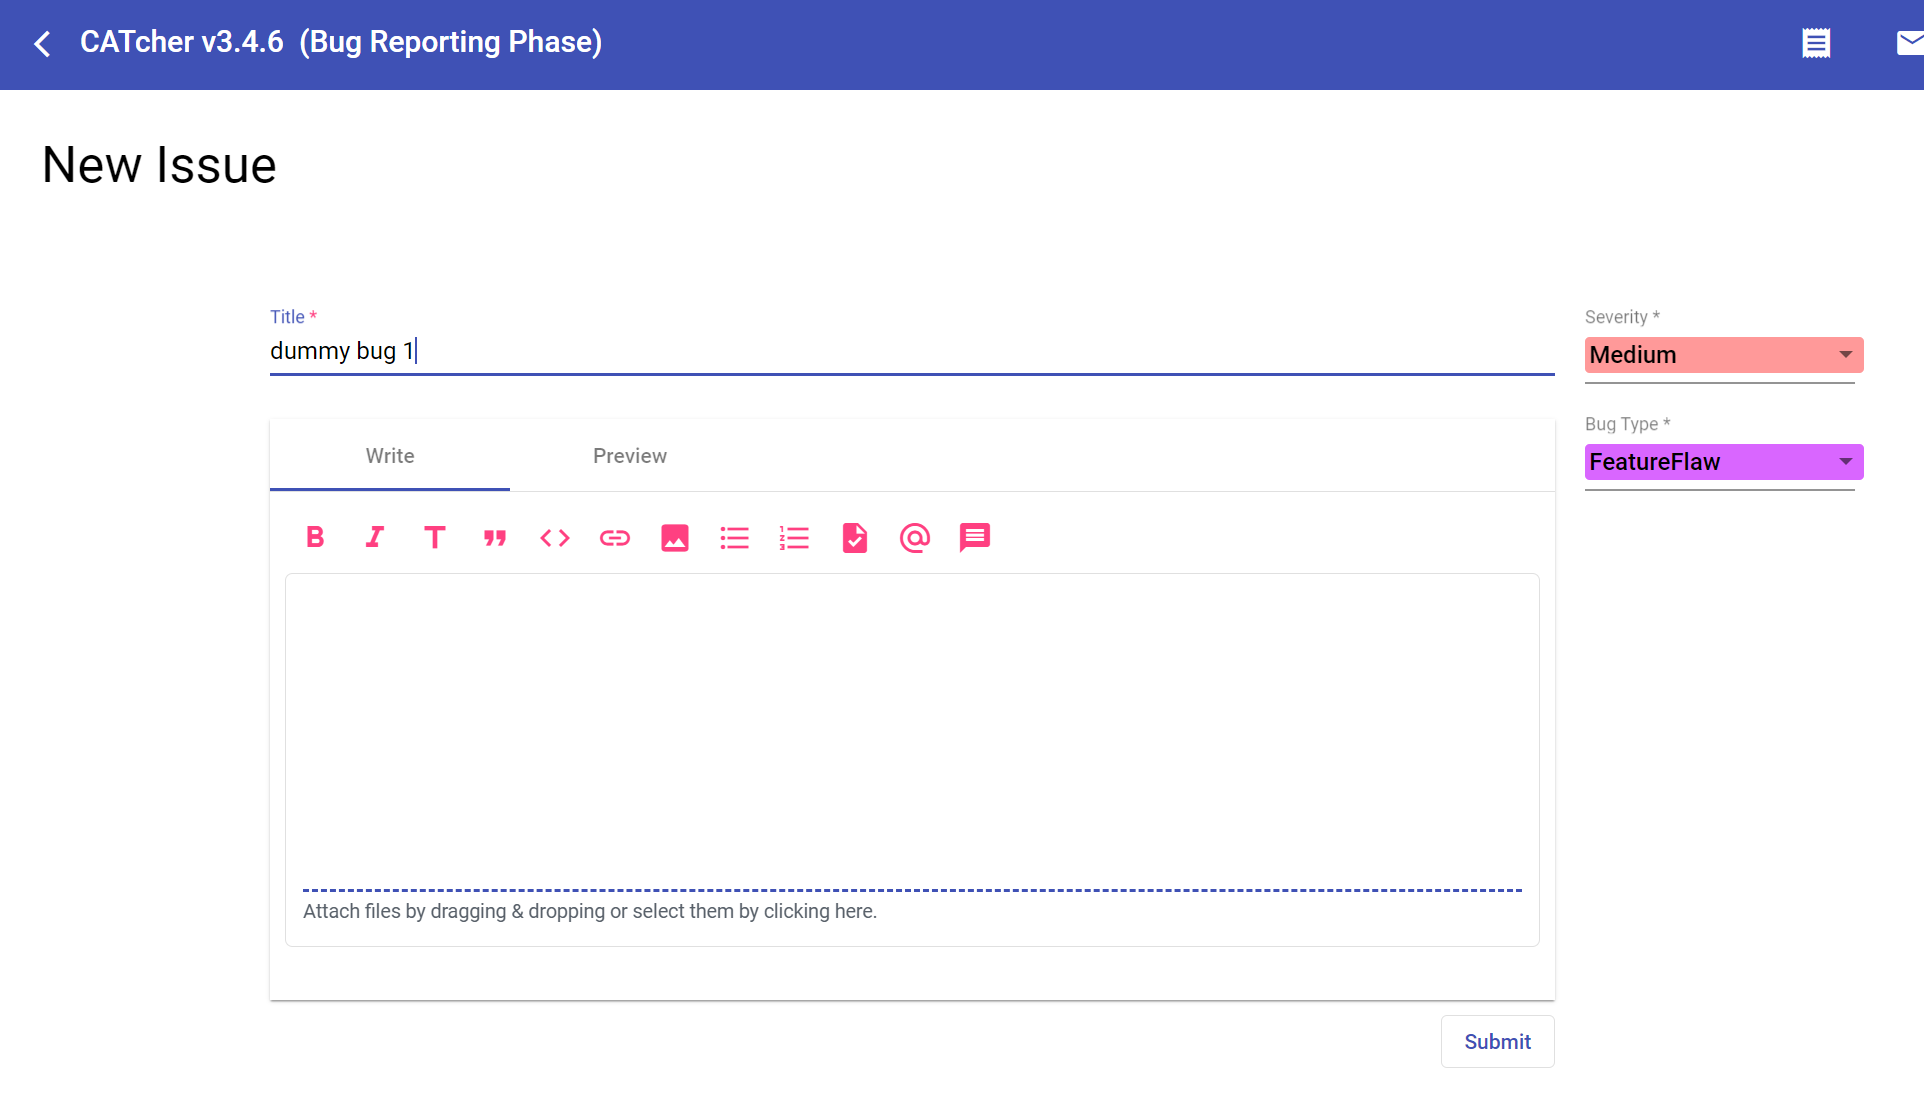 CATcher v3.4.6 (Bug Reporting Phase)
New Issue
Title *
dummy bug 1
Severity *
Medium
Bug Type *
FeatureFlaw
Write Preview
Attach files by dragging & dropping or select them by clicking here.
Submit